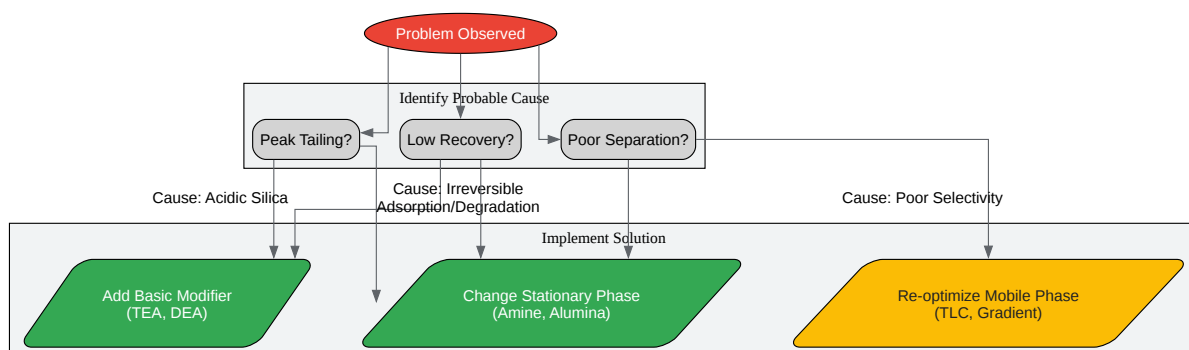 Problem Observed
Identify Probable Cause
Peak Tailing?
Low Recovery?
Poor Separation?
Cause: Acidic Silica
Cause: Irreversible
Adsorption/Degradation
Cause: Poor Selectivity
Implement Solution
Add Basic Modifier
(TEA, DEA)
Change Stationary Phase
(Amine, Alumina)
Re-optimize Mobile Phase
(TLC, Gradient)